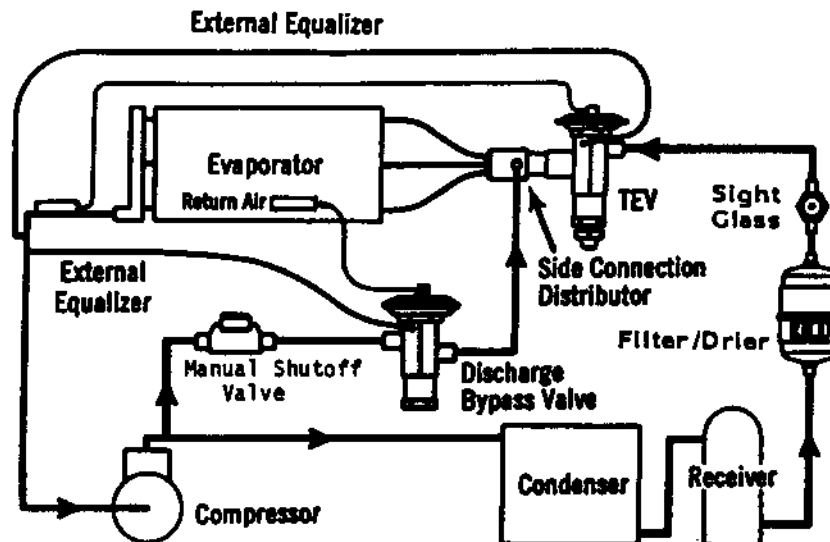 External Equalizer
Evaporator
Return Air
TEV
Sight
Glass
External
Equalizer
Side Connection
Distributor
Manual Shutoff
Valve
Discharge
Bypass Valve
Filter/Drier
Compressor
Condenser
Receiver